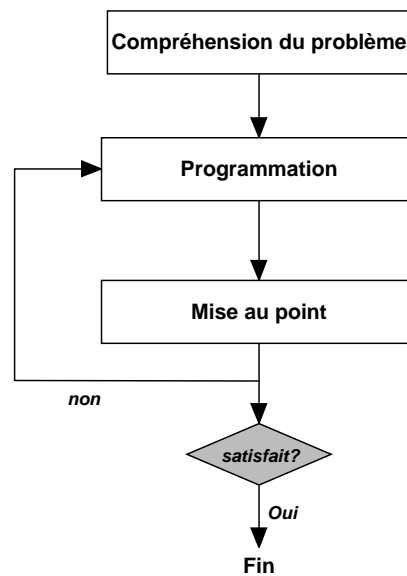 Compréhension du problème
Programmation
Mise au point
non
satisfait?
Oui
Fin